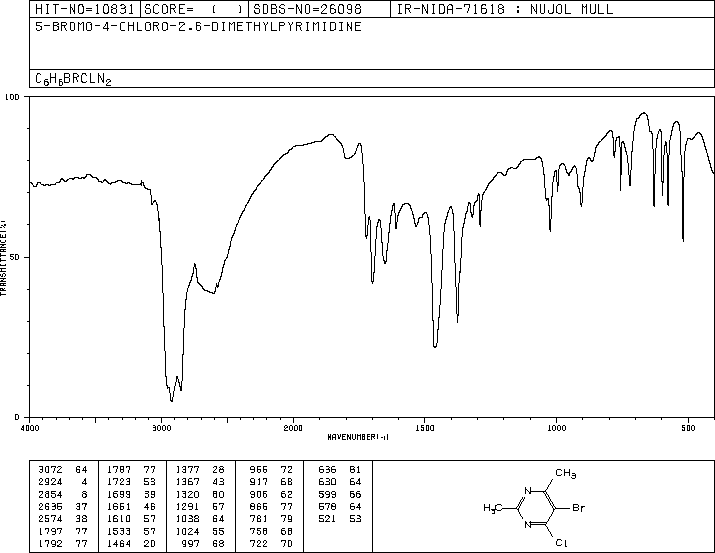 HIT-NO=10831 SCORE= ( ) SDBS-NO=26098 IR-NIDA-71618 : NUJOL MULL
5-BROMO-4-CHLORO-2,6-DIMETHYLPYRIMIDINE
C6H6BRCLN2
100
50
0
TRANSMITTANCE(%)
4000 3000 2000 1500 1000 500
WAVENUMBER(-1)
3072 64 1787 77 1377 28 966 72 636 81
2924 4 1723 53 1367 43 917 68 630 64
2854 8 1699 39 1320 60 906 62 599 66
2635 37 1651 46 1291 57 866 77 578 64
2574 38 1610 57 1038 64 781 79 521 53
1797 77 1533 57 1024 55 758 68
1792 77 1464 20 997 68 722 70
CH3
N
Br
H3C
N
Cl